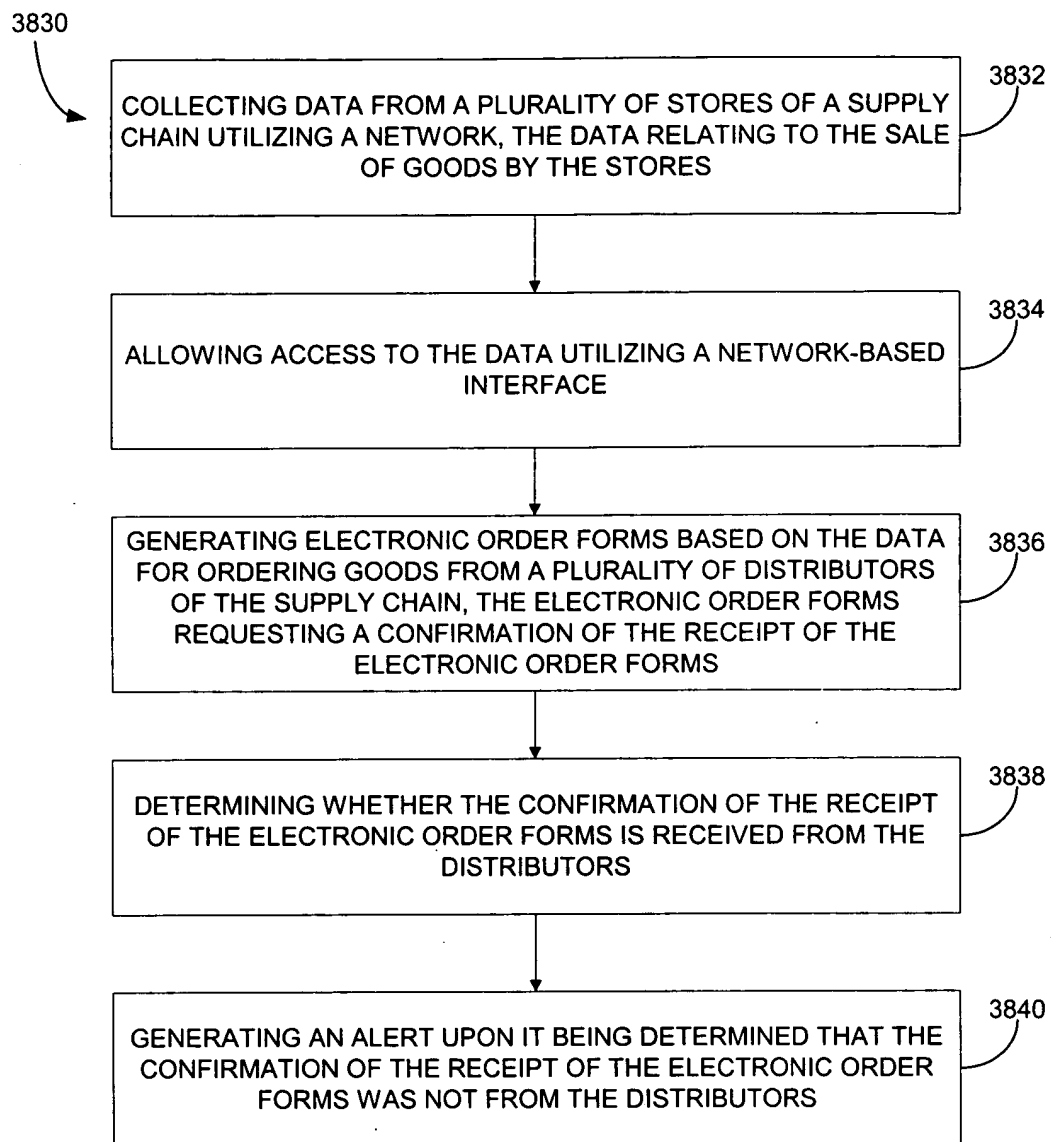 3830
3832
COLLECTING DATA FROM A PLURALITY OF STORES OF A SUPPLY
CHAIN UTILIZING A NETWORK, THE DATA RELATING TO THE SALE
OF GOODS BY THE STORES
3834
ALLOWING ACCESS TO THE DATA UTILIZING A NETWORK-BASED
INTERFACE
3836
GENERATING ELECTRONIC ORDER FORMS BASED ON THE DATA
FOR ORDERING GOODS FROM A PLURALITY OF DISTRIBUTORS
OF THE SUPPLY CHAIN, THE ELECTRONIC ORDER FORMS
REQUESTING A CONFIRMATION OF THE RECEIPT OF THE
ELECTRONIC ORDER FORMS
3838
DETERMINING WHETHER THE CONFIRMATION OF THE RECEIPT
OF THE ELECTRONIC ORDER FORMS IS RECEIVED FROM THE
DISTRIBUTORS
3840
GENERATING AN ALERT UPON IT BEING DETERMINED THAT THE
CONFIRMATION OF THE RECEIPT OF THE ELECTRONIC ORDER
FORMS WAS NOT FROM THE DISTRIBUTORS